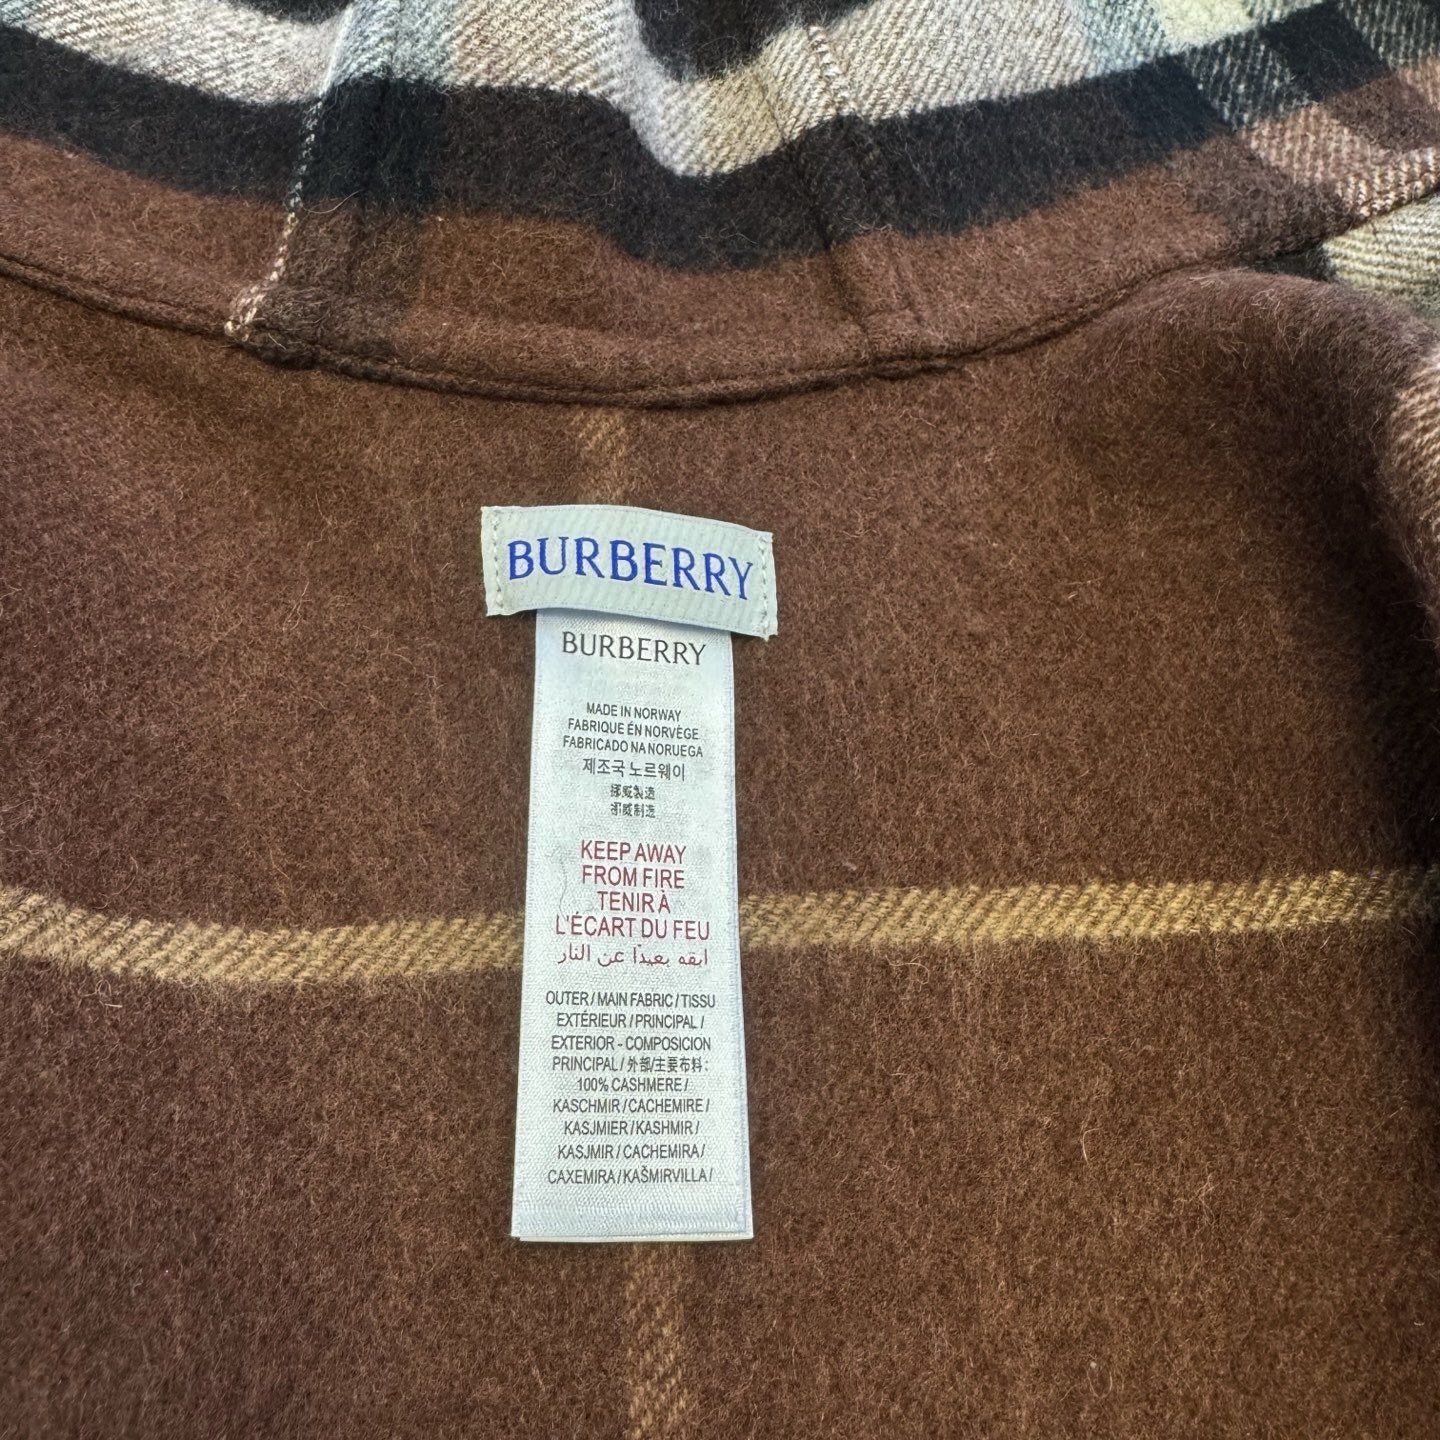 BURBERRY
BURBERRY
MADE IN NORWAY
FABRIQUE ÉN NORVÈGE
FABRICADO NA NORUEGA
제조국 노르웨이
挪威製造
挪威制造
KEEP AWAY
FROM FIRE
TENIR À
L'ÉCART DU FEU
ابقه بعيدًا عن النار
OUTER / MAIN FABRIC / TISSU
EXTÉRIEUR / PRINCIPAL /
EXTERIOR - COMPOSICION
PRINCIPAL / 外部/主要布料：
100% CASHMERE /
KASCHMIR / CACHEMIRE /
KASJMIER / KASHMIR /
KASJMIR / CACHEMIRA /
CAXEMIRA / KAŠMIRVILLA /